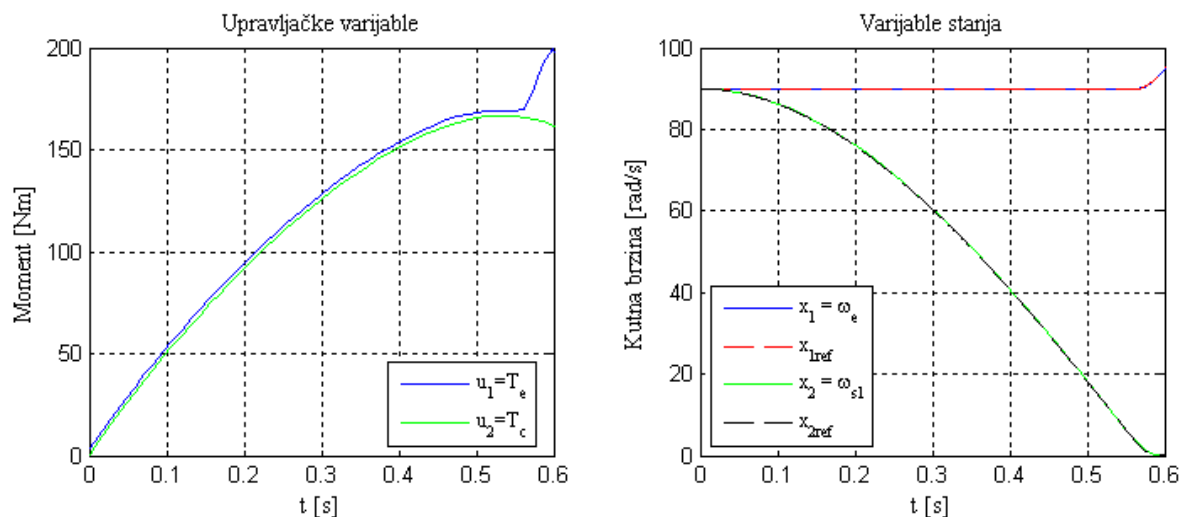 Upravljačke varijable
Moment [Nm]
200
150
100
50
0
0 0.1 0.2 0.3 0.4 0.5 0.6
t [s]
u1=Te
u2=Tc
Varijable stanja
Kutna brzina [rad/s]
100
80
60
40
20
0
0 0.1 0.2 0.3 0.4 0.5 0.6
t [s]
x1 = ωe
x1ref
x2 = ωs1
x2ref